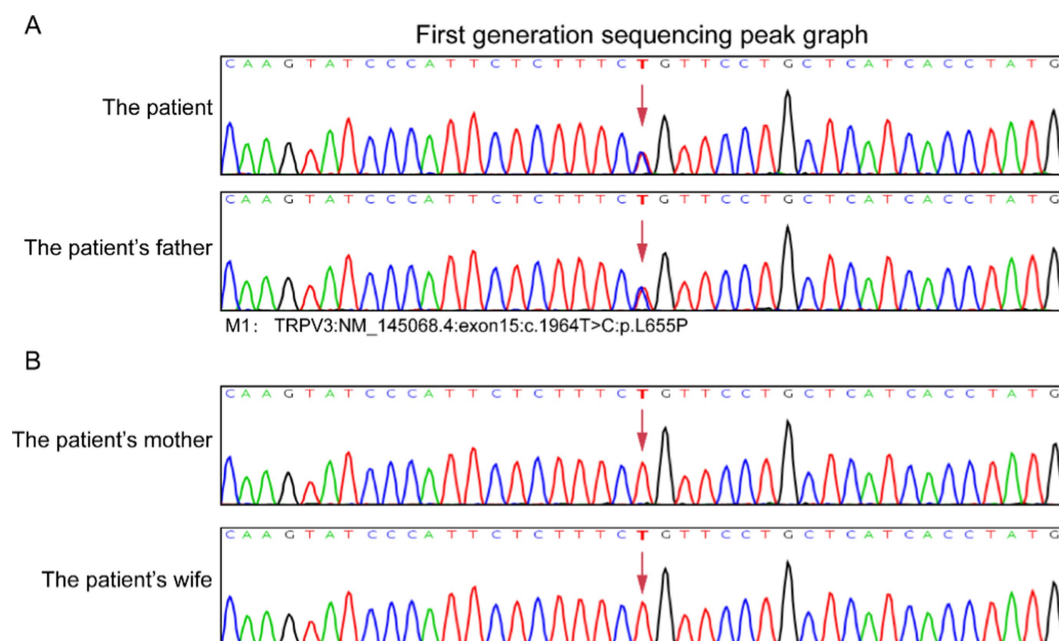 A
First generation sequencing peak graph
CAAGTATCCCATTCTCTTTCTGTTCCTGCTCATCACCTATG
The patient
CAAGTATCCCATTCTCTTTCTGTTCCTGCTCATCACCTATG
The patient's father
M1: TRPV3:NM_145068.4:exon15:c.1964T>C:p.L655P
B
CAAGTATCCCATTCTCTTTCTGTTCCTGCTCATCACCTATG
The patient's mother
CAAGTATCCCATTCTCTTTCTGTTCCTGCTCATCACCTATG
The patient's wife